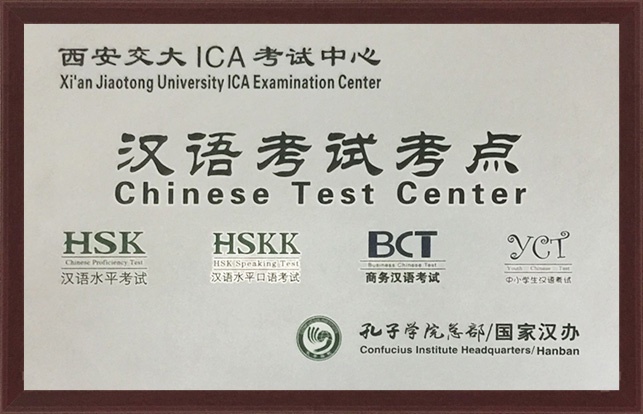 西安交大ICA考试中心
Xi'an Jiaotong University ICA Examination Center
汉语考试考点
Chinese Test Center
HSK
Chinese Proficiency Test
汉语水平考试
HSKK
HSK Speaking Test
汉语水平口语考试
BCT
Business Chinese Test
商务汉语考试
YCT
Youth Chinese Test
中小学生汉语考试
孔子学院总部/国家汉办
Confucius Institute Headquarters/Hanban